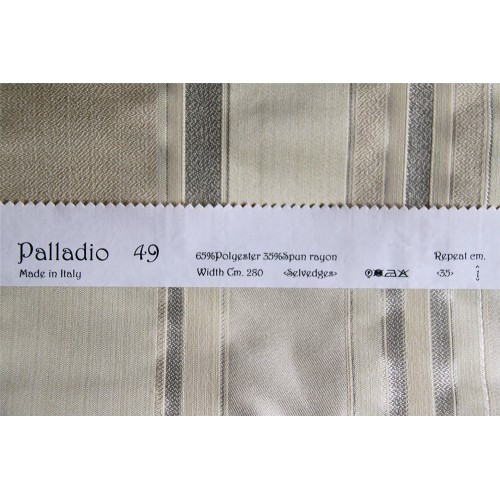 Palladio 49
Made in Italy
65%Polyester 35%Spun rayon
Width Cm. 280 <Selvedges>
Repeat cm.
<35>